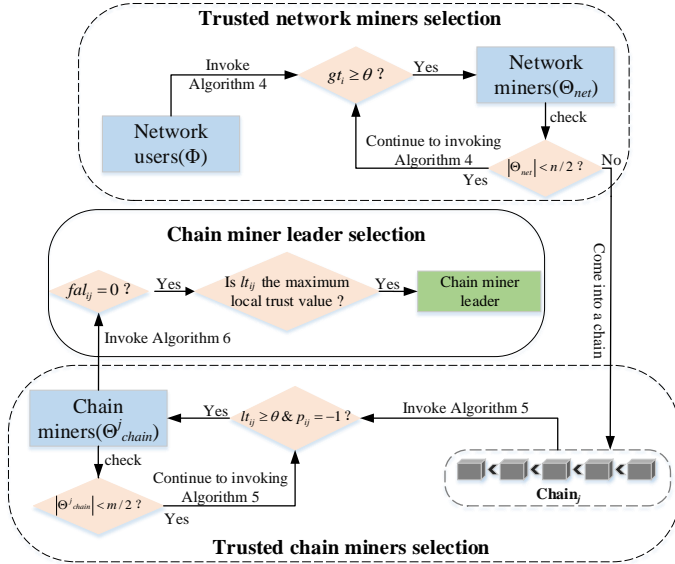 Trusted network miners selection
Invoke
Algorithm 4
gt_i ≥ θ ?
Yes
Network
miners(Θ_net)
Network
users(Φ)
check
Continue to invoking
Algorithm 4
Yes
|Θ_net| < n/2 ?
No
Come into a chain
Chain miner leader selection
fal_ij = 0 ?
Yes
Is lt_ij the maximum
local trust value ?
Yes
Chain miner
leader
Invoke Algorithm 6
Chain
miners(Θ^j_chain)
Yes
lt_ij ≥ θ & p_ij = −1 ?
Invoke Algorithm 5
check
Continue to invoking
Algorithm 5
|Θ^j_chain| < m/2 ?
Yes
Chain_j
Trusted chain miners selection